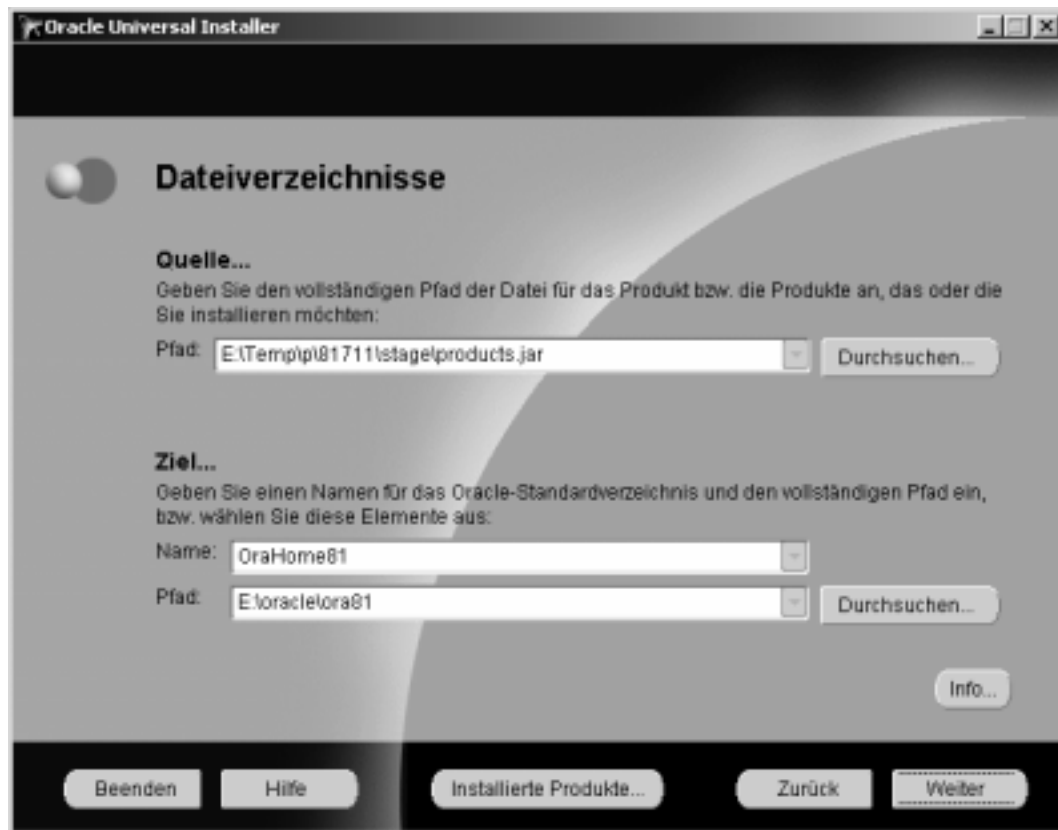 Oracle Universal Installer
Dateiverzeichnisse
Quelle...
Geben Sie den vollständigen Pfad der Datei für das Produkt bzw. die Produkte an, das oder die
Sie installieren möchten:
Pfad: E:\Temp\p\81711\stage\products.jar Durchsuchen...
Ziel...
Geben Sie einen Namen für das Oracle-Standardverzeichnis und den vollständigen Pfad ein,
bzw. wählen Sie diese Elemente aus:
Name: OraHome81
Pfad: E:\oracle\ora81 Durchsuchen...
Info...
Beenden Hilfe Installierte Produkte... Zurück Weiter